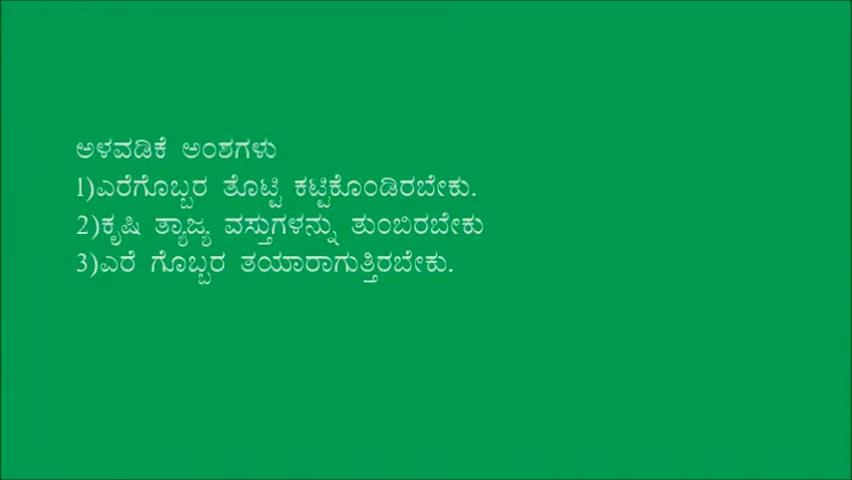 ಅಳವಡಿಕೆ ಅಂಶಗಳು
1)ಎರೆಗೊಬ್ಬರ ತೊಟ್ಟಿ ಕಟ್ಟಿಕೊಂಡಿರಬೇಕು.
2)ಕೃಷಿ ತ್ಯಾಜ್ಯ ವಸ್ತುಗಳನ್ನು ತುಂಬಿರಬೇಕು
3)ಎರೆ ಗೊಬ್ಬರ ತಯಾರಾಗುತ್ತಿರಬೇಕು.